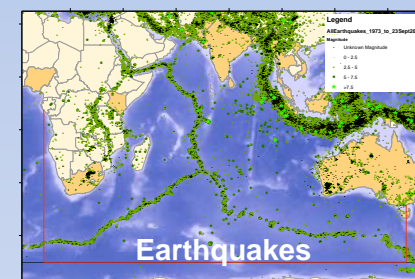 Legend
AllEarthquakes_1973_to_23Sept20
Magnitude
Unknown Magnitude
0 - 2.5
2.5 - 5
5 - 7.5
>7.5
Earthquakes